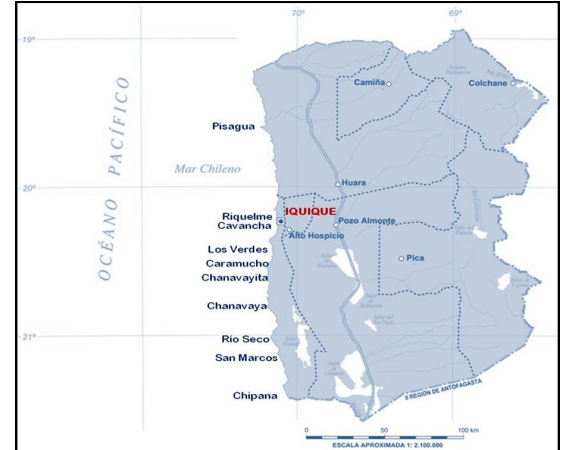 70°
69°
19°
Camiña
Colchane
OCÉANO PACÍFICO
Pisagua
Mar Chileno
20°
Huara
Riquelme
IQUIQUE
Cavancha
Pozo Almonte
Alto Hospicio
Los Verdes
Caramucho
Chanavayita
Pica
Chanavaya
21°
Río Seco
San Marcos
Chipana
II REGIÓN DE ANTOFAGASTA
0 50 100 km
ESCALA APROXIMADA 1: 2.100.000